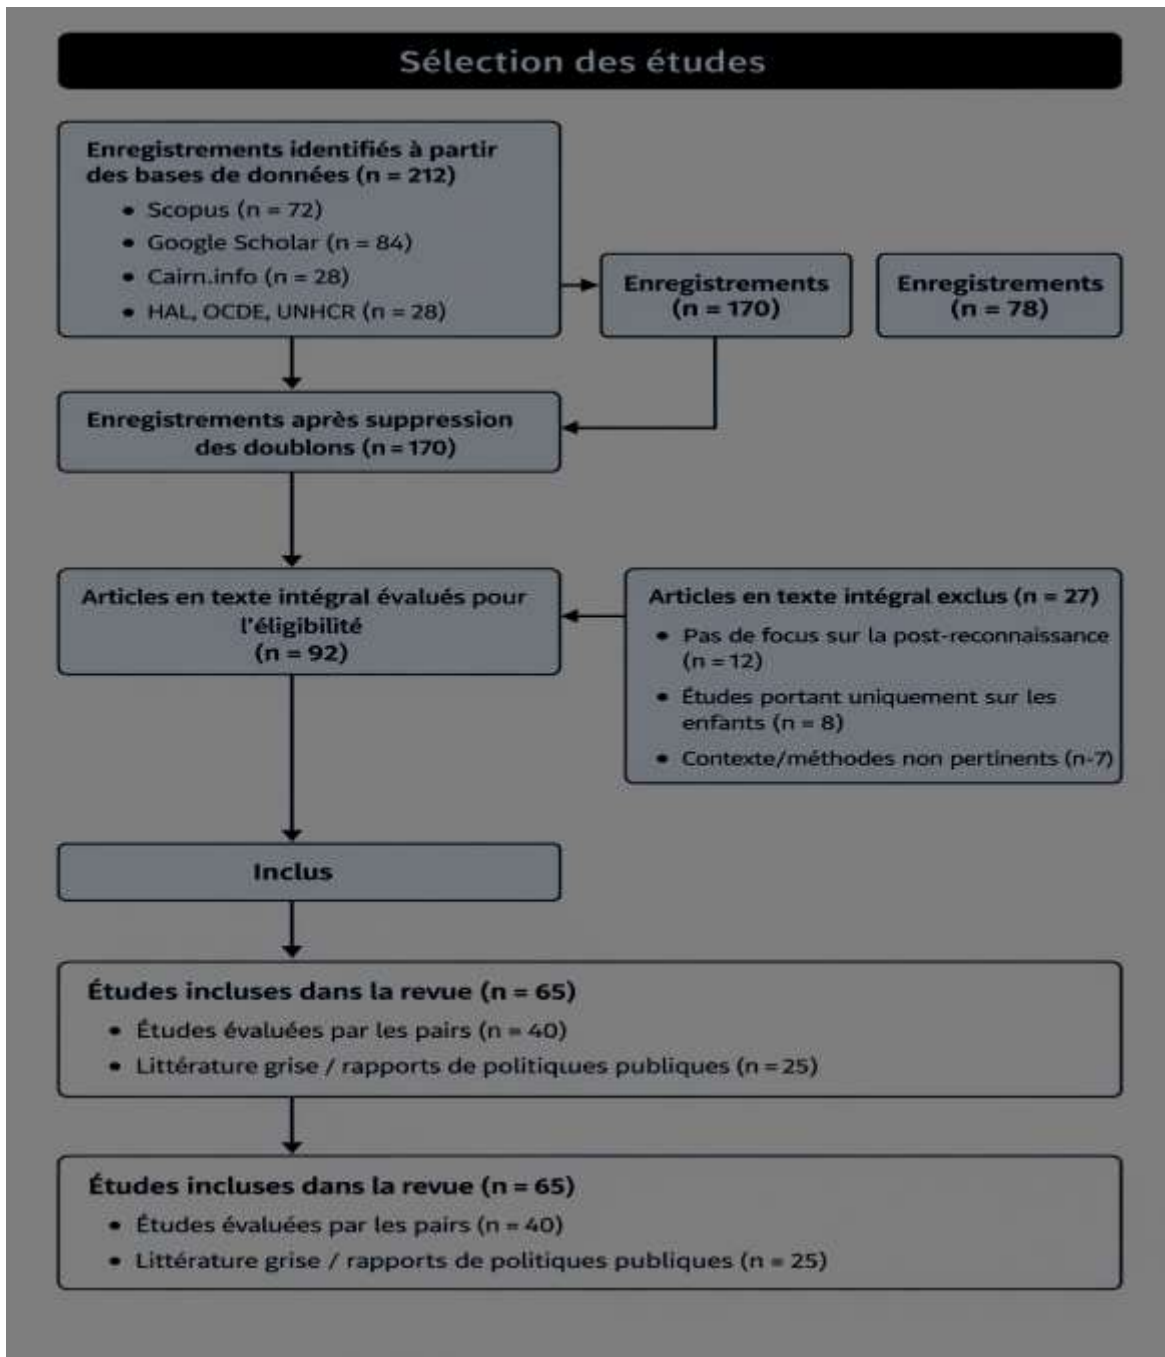 Sélection des études
Enregistrements identifiés à partir
des bases de données (n = 212)
• Scopus (n = 72)
• Google Scholar (n = 84)
• Cairn.info (n = 28)
• HAL, OCDE, UNHCR (n = 28)
Enregistrements
(n = 170)
Enregistrements
(n = 78)
Enregistrements après suppression
des doublons (n = 170)
Articles en texte intégral évalués pour
l'éligibilité
(n = 92)
Articles en texte intégral exclus (n = 27)
• Pas de focus sur la post-reconnaissance
(n = 12)
• Études portant uniquement sur les
enfants (n = 8)
• Contexte/méthodes non pertinents (n-7)
Inclus
Études incluses dans la revue (n = 65)
• Études évaluées par les pairs (n = 40)
• Littérature grise / rapports de politiques publiques (n = 25)
Études incluses dans la revue (n = 65)
• Études évaluées par les pairs (n = 40)
• Littérature grise / rapports de politiques publiques (n = 25)